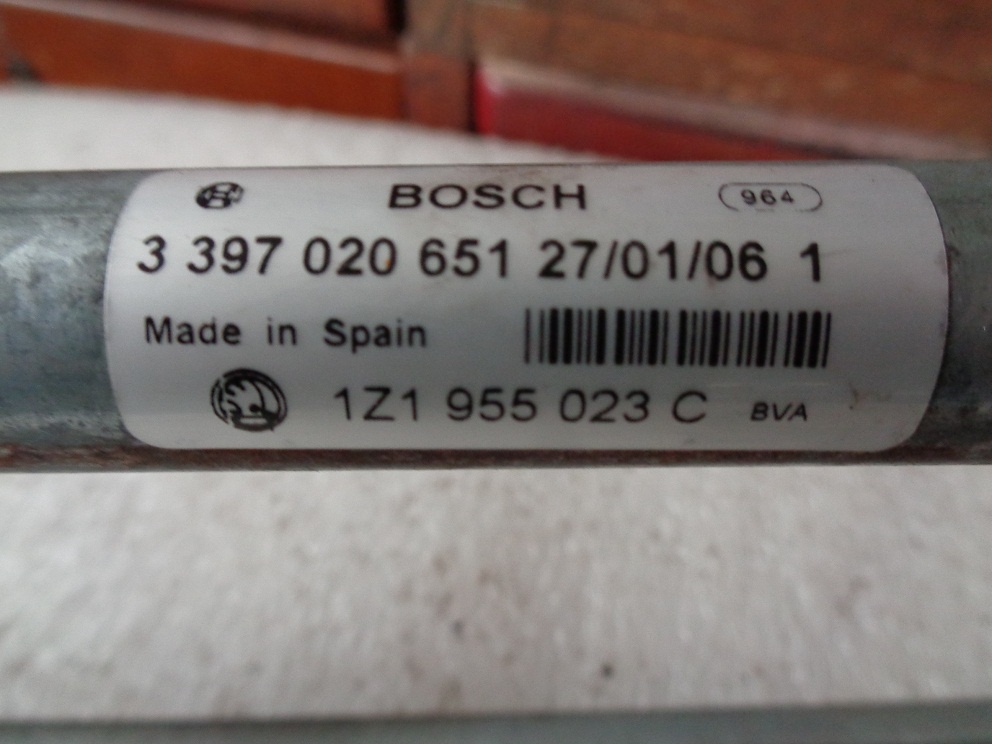 BOSCH 964
3 397 020 651 27/01/06 1
Made in Spain
1Z1 955 023 C BVA